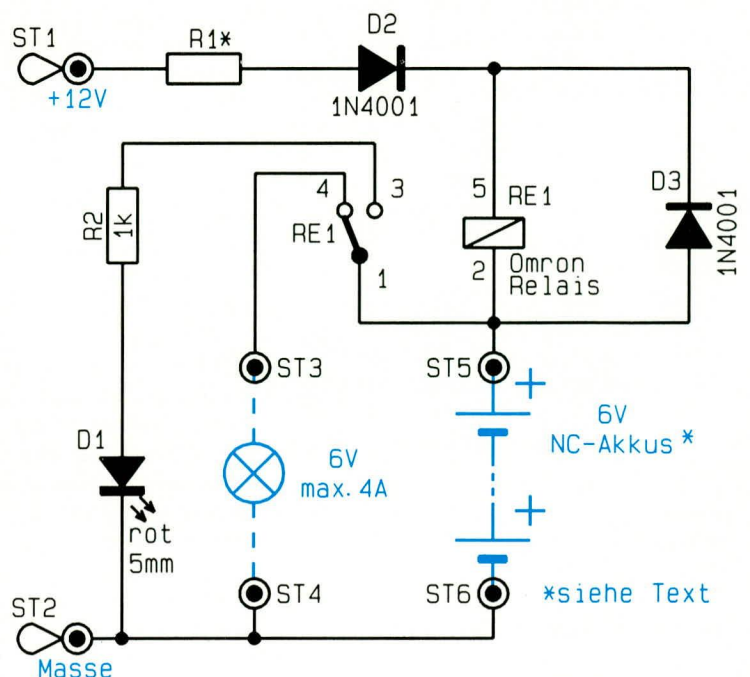 ST1
+12V
R1*
D2
1N4001
R2
1k
4
3
RE1
1
5
RE1
2
Omron
Relais
D3
1N4001
ST3
ST5
+
6V
NC-Akkus*
D1
rot
5mm
6V
max. 4A
+
ST4
ST6
*siehe Text
ST2
Masse